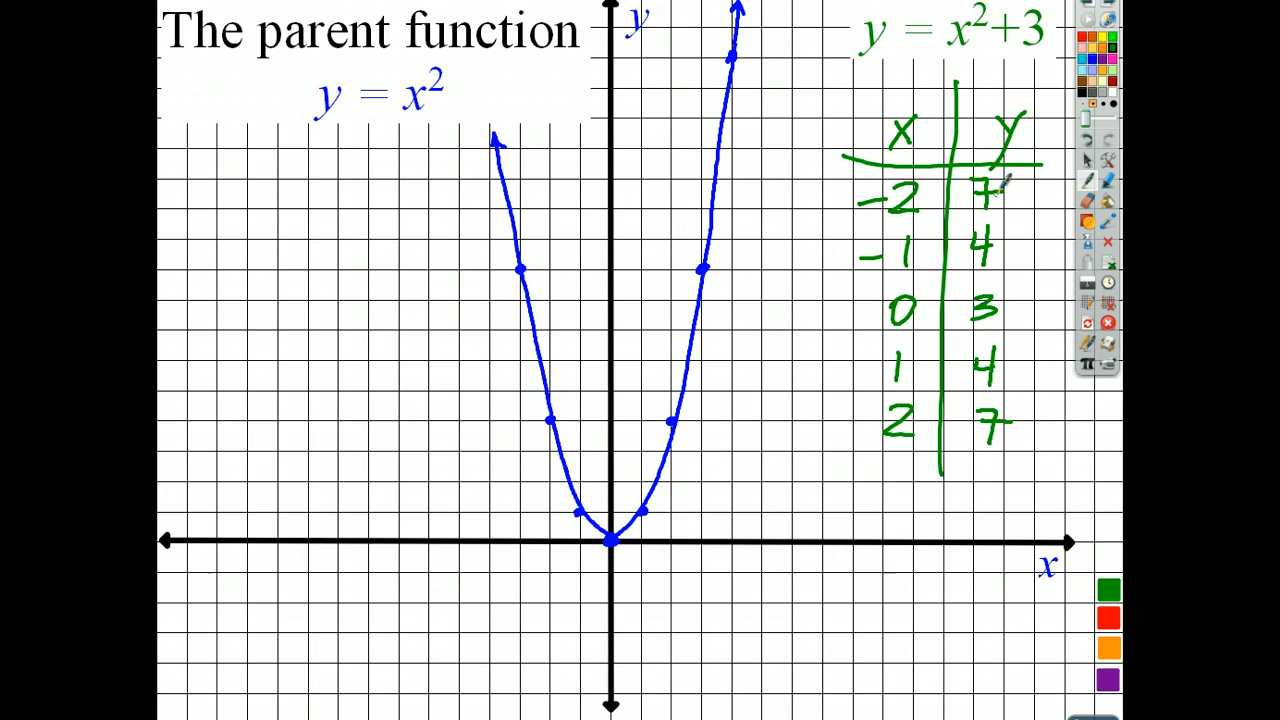 The parent function
y = x²
y
y = x²+3
x y
-2 7
-1 4
0 3
1 4
2 7
x